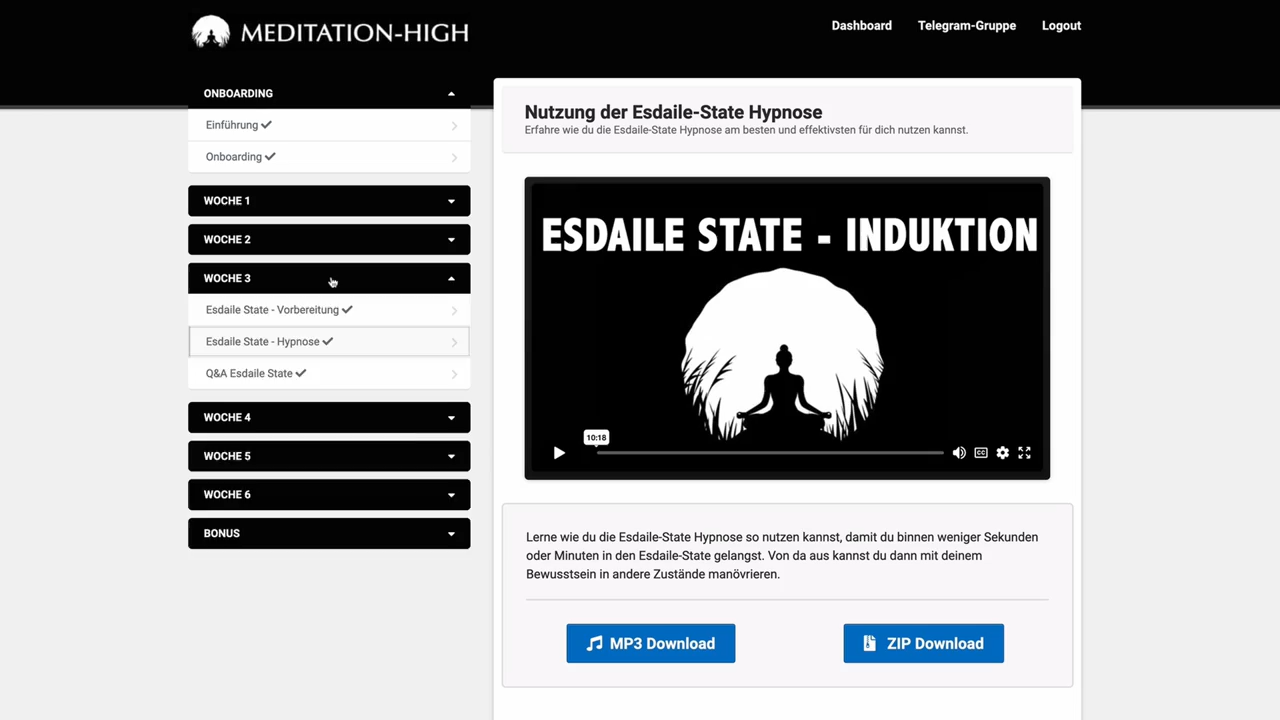 MEDITATION-HIGH
Dashboard
Telegram-Gruppe
Logout
ONBOARDING
Einführung
Onboarding
WOCHE 1
WOCHE 2
WOCHE 3
Esdaile State - Vorbereitung
Esdaile State - Hypnose
Q&A Esdaile State
WOCHE 4
WOCHE 5
WOCHE 6
BONUS
Nutzung der Esdaile-State Hypnose
Erfahre wie du die Esdaile-State Hypnose am besten und effektivsten für dich nutzen kannst.
ESDAILE STATE - INDUKTION
10:18
CC
Lerne wie du die Esdaile-State Hypnose so nutzen kannst, damit du binnen weniger Sekunden
oder Minuten in den Esdaile-State gelangst. Von da aus kannst du dann mit deinem
Bewusstsein in andere Zustände manövrieren.
MP3 Download
ZIP Download